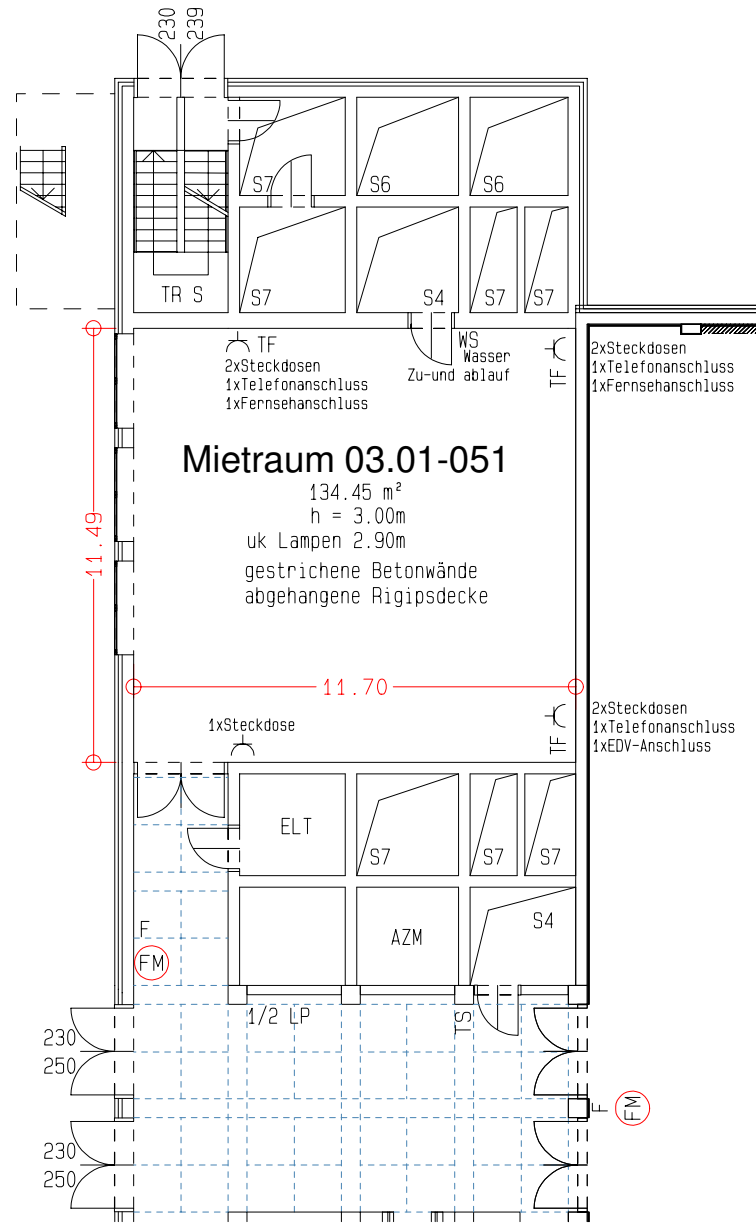 230
239
S7
S6
S6
S7
S4
S7
S7
TR S
TF
2xSteckdosen
1xTelefonanschluss
1xFernsehanschluss
WS
Wasser
Zu-und ablauf
TF
2xSteckdosen
1xTelefonanschluss
1xFernsehanschluss
Mietraum 03.01-051
134.45 m²
h = 3.00m
uk Lampen 2.90m
gestrichene Betonwände
abgehangene Rigipsdecke
11.49
11.70
1xSteckdose
TF
2xSteckdosen
1xTelefonanschluss
1xEDV-Anschluss
ELT
S7
S7
S7
F
FM
AZM
S4
1/2 LP
TS
230
250
F
FM
230
250